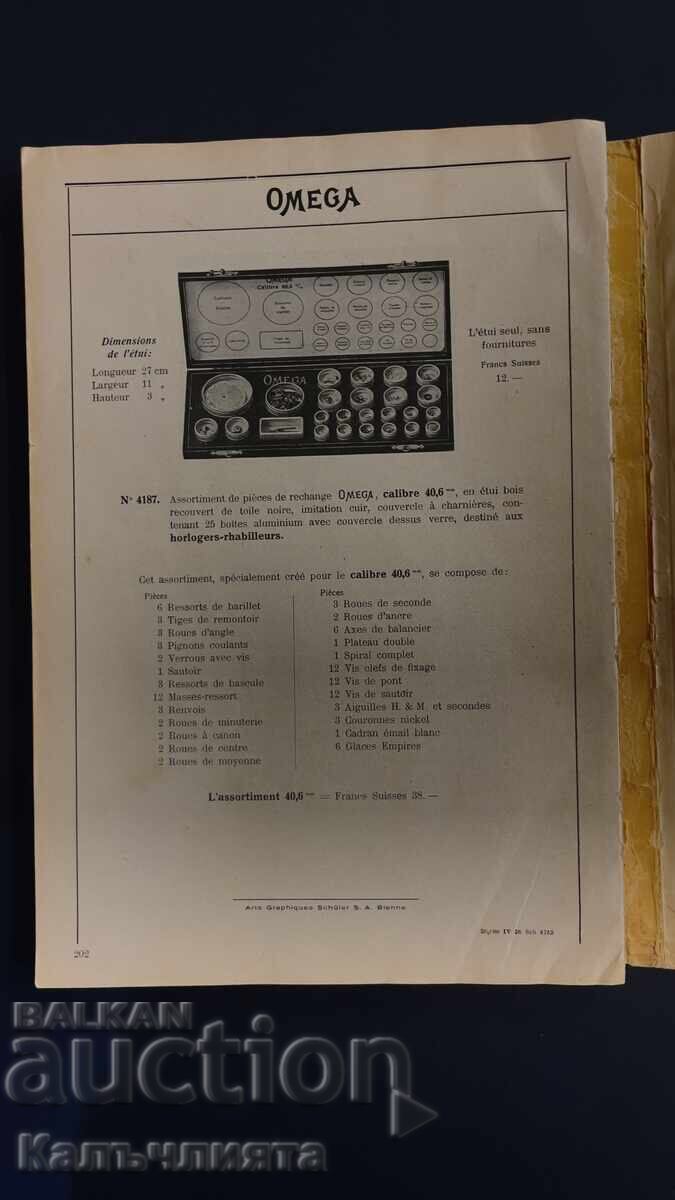 OMEGA
OMEGA
OMEGA
Dimensions
de l'étui:
Longueur 27 cm
Largeur 11 „
Hauteur 3 „
L'étui seul, sans
fournitures
Francs Suisses
12. —
N° 4187. Assortiment de pièces de rechange OMEGA, calibre 40,6 mm, en étui bois
recouvert de toile noire, imitation cuir, couvercle à charnières, con-
tenant 25 boîtes aluminium avec couvercle dessus verre, destiné aux
horlogers-rhabilleurs.
Cet assortiment, spécialement créé pour le calibre 40,6 mm, se compose de:
Pièces
6 Ressorts de barillet
3 Tiges de remontoir
3 Roues d'angle
3 Pignons coulants
2 Verrous avec vis
1 Sautoir
3 Ressorts de bascule
12 Masses-ressort
3 Renvois
2 Roues de minuterie
2 Roues à canon
2 Roues de centre
2 Roues de moyenne
Pièces
3 Roues de seconde
2 Roues d'ancre
6 Axes de balancier
1 Plateau double
1 Spiral complet
12 Vis clefs de fixage
12 Vis de pont
12 Vis de sautoir
3 Aiguilles H. & M. et secondes
3 Couronnes nickel
1 Cadran émail blanc
6 Glaces Empires
L'assortiment 40,6 mm = Francs Suisses 38. —
Arts Graphiques Schüler S. A. Bienne
202
BALKAN
auction
Калъчлията